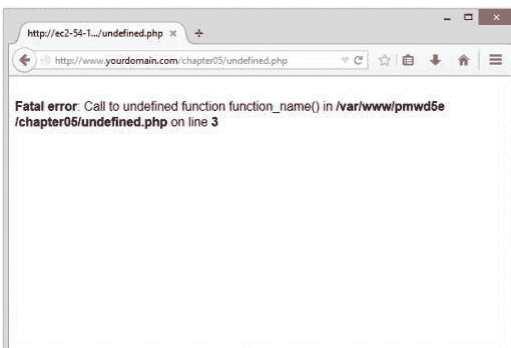 http://ec2-54-1.../undefined.php
http://www.yourdomain.com/chapter05/undefined.php
Fatal error: Call to undefined function function_name() in /var/www/pmwd5e
/chapter05/undefined.php on line 3